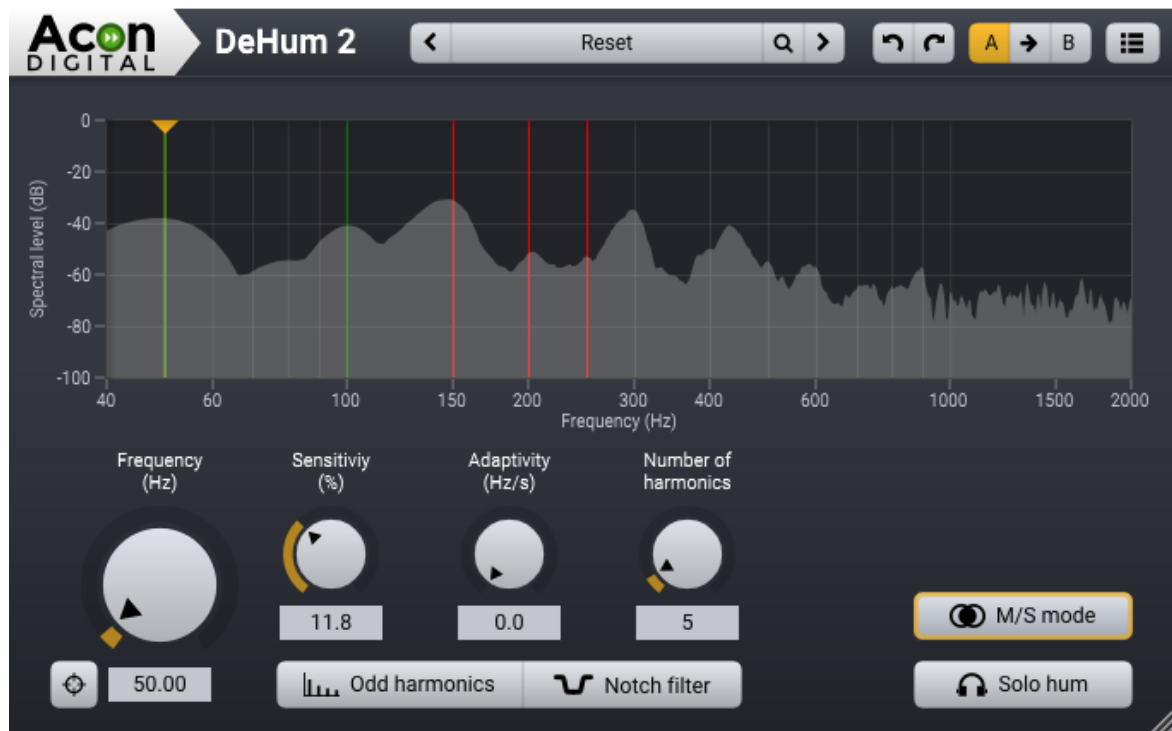 Acon
DIGITAL
DeHum 2
Reset
A
B
0
-20
-40
-60
-80
-100
Spectral level (dB)
40 60 100 150 200 300 400 600 1000 1500 2000
Frequency (Hz)
Frequency
(Hz)
Sensitiviy
(%)
Adaptivity
(Hz/s)
Number of
harmonics
11.8
0.0
5
M/S mode
50.00
Odd harmonics
Notch filter
Solo hum